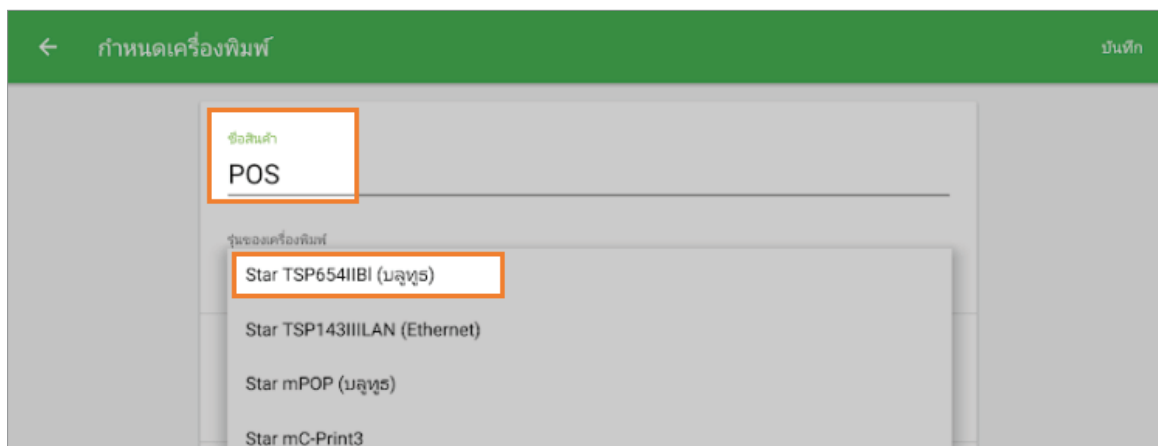 ← กำหนดเครื่องพิมพ์ บันทึก
ชื่อสินค้า
POS
รุ่นของเครื่องพิมพ์
Star TSP654IIBI (บลูทูธ)
Star TSP143IIILAN (Ethernet)
Star mPOP (บลูทูธ)
Star mC-Print3